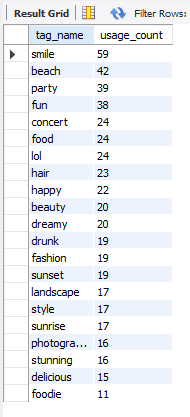 Result Grid Filter Rows:
tag_name usage_count
smile 59
beach 42
party 39
fun 38
concert 24
food 24
lol 24
hair 23
happy 22
beauty 20
dreamy 20
drunk 19
fashion 19
sunset 19
landscape 17
style 17
sunrise 17
photogra... 16
stunning 16
delicious 15
foodie 11